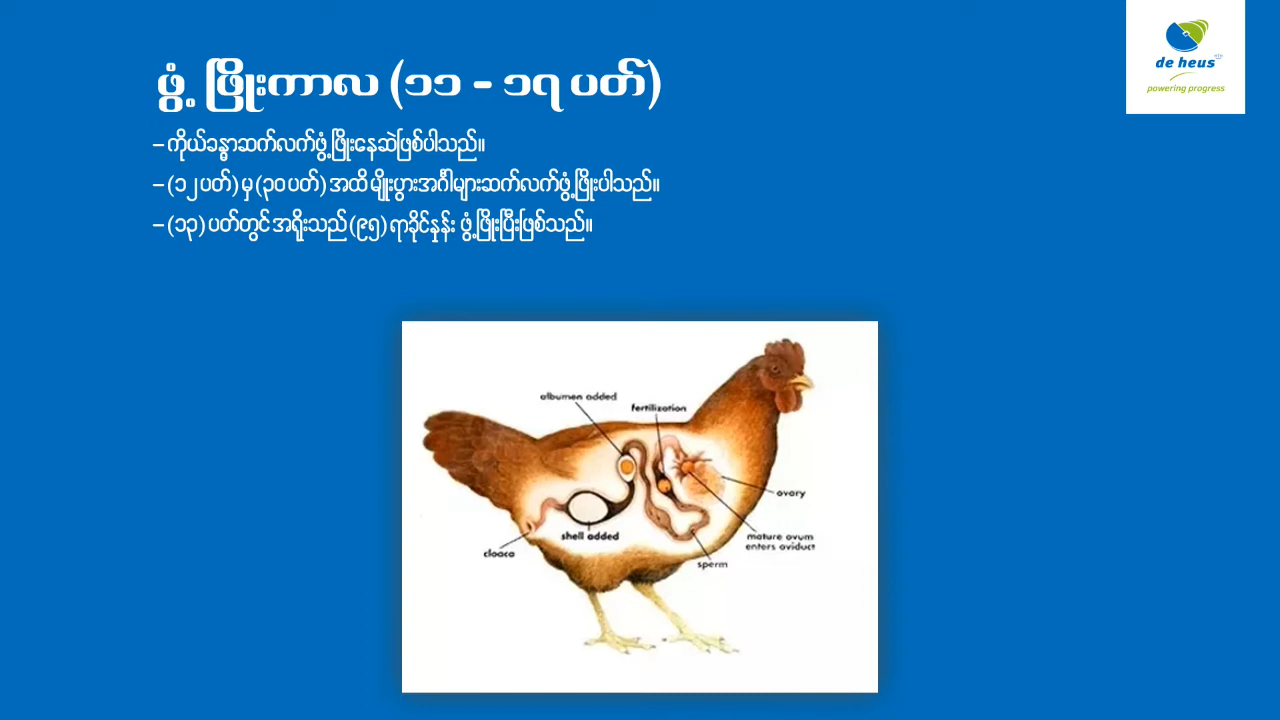 ဖွံ့ ဖြိုးကာလ (၁၁ - ၁၇ ပတ်)
– ကိုယ်ခန္ဓာဆက်လက်ဖွံ့ဖြိုးနေဆဲဖြစ်ပါသည်။
– (၁၂ပတ်) မှ (၃၀ပတ်) အထိ မျိုးပွားအင်္ဂါများဆက်လက်ဖွံ့ဖြိုးပါသည်။
– (၁၃) ပတ်တွင် အရိုးသည် (၉၅) ရာခိုင်နှန်း ဖွံ့ဖြိုးပြီးဖြစ်သည်။
de heus
powering progress
albumen added
fertilization
ovary
shell added
mature ovum
enters oviduct
cloaca
sperm